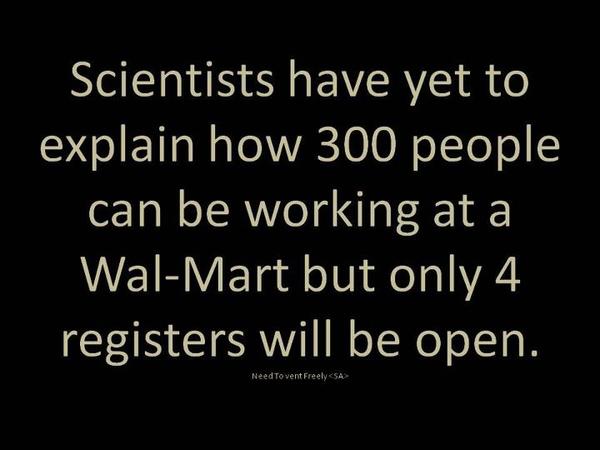 Scientists have yet to
explain how 300 people
can be working at a
Wal-Mart but only 4
registers will be open.
Need To vent Freely <SA>